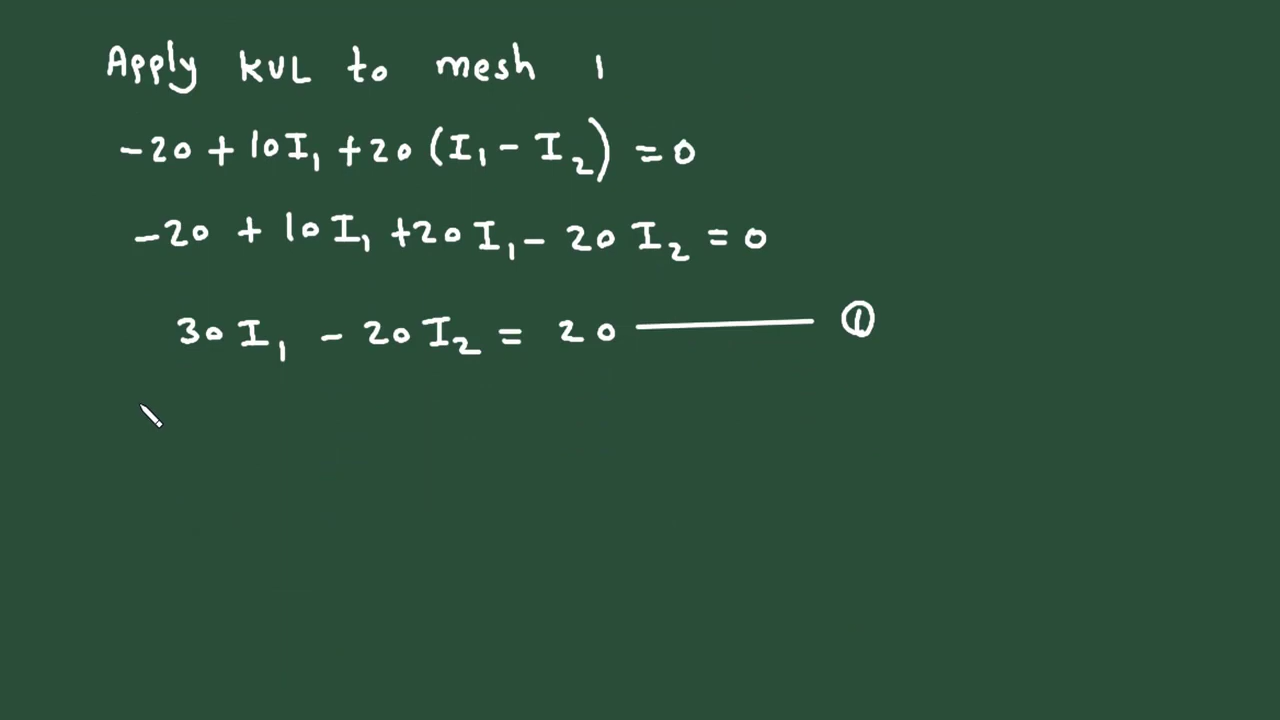 Apply KVL to mesh 1
-20 + 10I₁ + 20 (I₁ - I₂) = 0
-20 + 10I₁ + 20I₁ - 20I₂ = 0
30I₁ - 20I₂ = 20 ——— ①